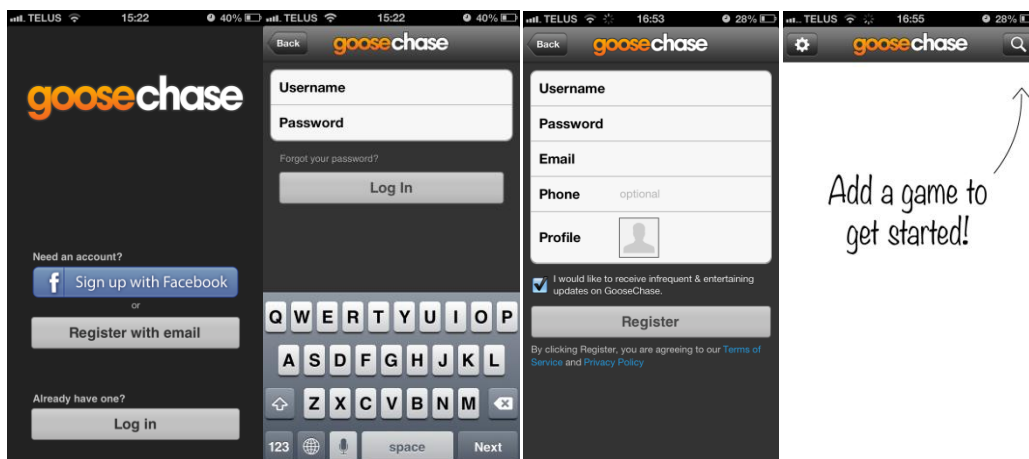 TELUS 15:22 40%
goosechase
Need an account?
f Sign up with Facebook
or
Register with email
Already have one?
Log in
TELUS 15:22 40%
Back goosechase
Username
Password
Forgot your password?
Log In
Q W E R T Y U I O P
A S D F G H J K L
Z X C V B N M
123 space Next
TELUS 16:53 28%
Back goosechase
Username
Password
Email
Phone optional
Profile
I would like to receive infrequent & entertaining
updates on GooseChase.
Register
By clicking Register, you are agreeing to our Terms of
Service and Privacy Policy
TELUS 16:55 28%
goosechase
Add a game to
get started!